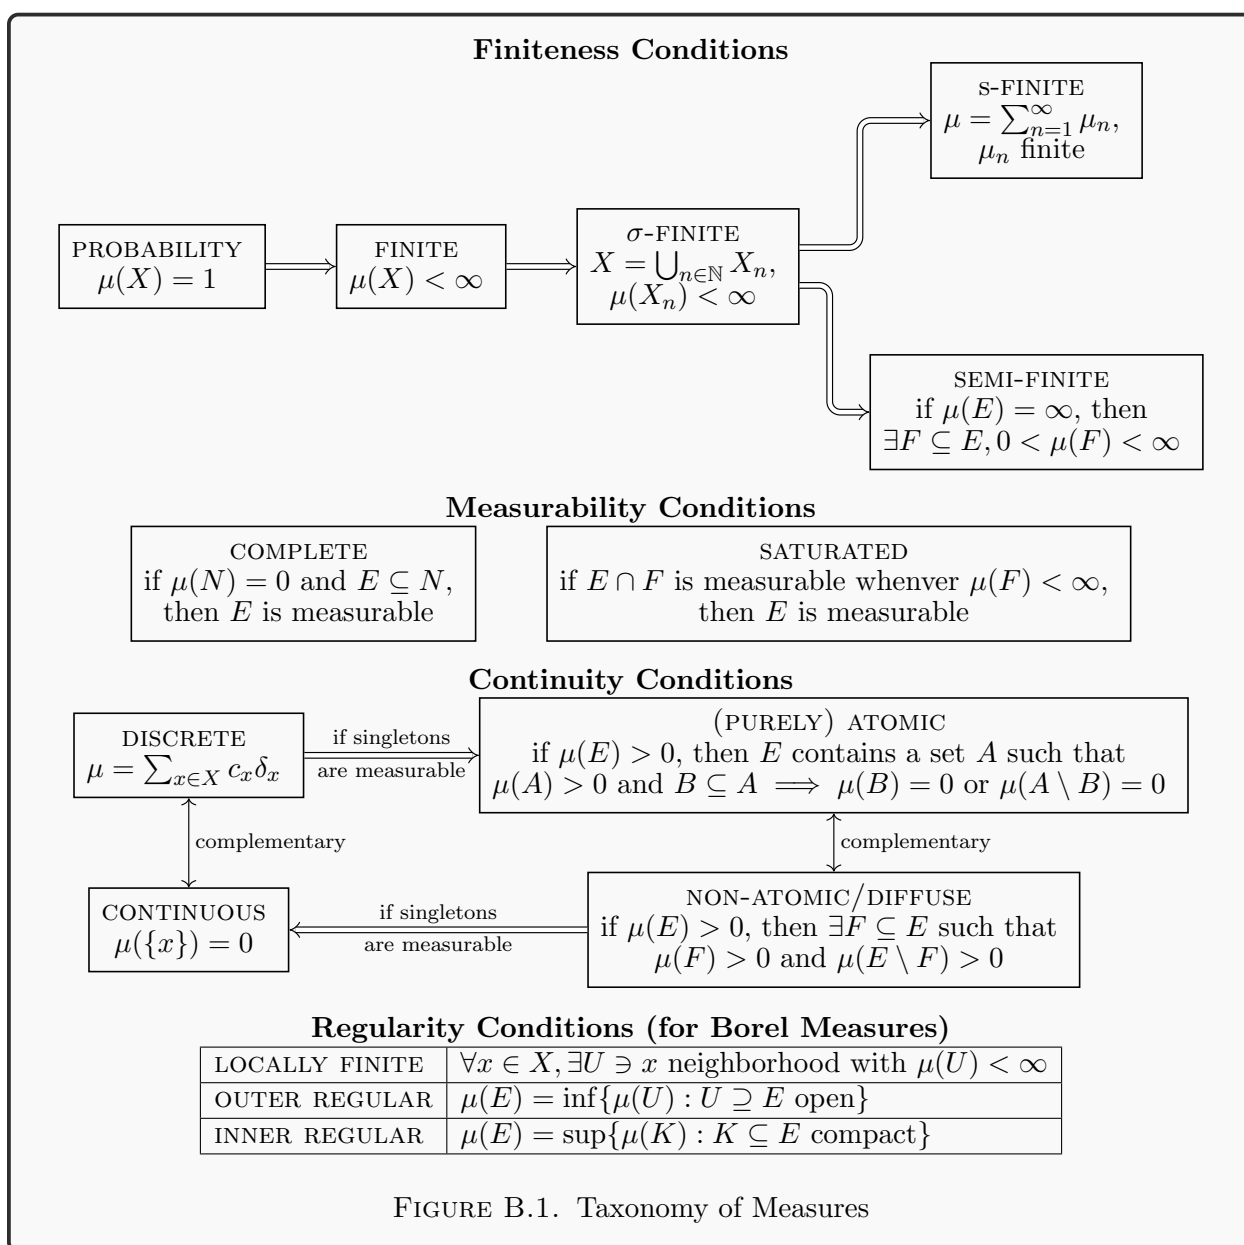 Finiteness Conditions
S-FINITE
μ = ∑_{n=1}^{∞} μ_n,
μ_n finite
PROBABILITY
μ(X) = 1
FINITE
μ(X) < ∞
σ-FINITE
X = ⋃_{n∈ℕ} X_n,
μ(X_n) < ∞
SEMI-FINITE
if μ(E) = ∞, then
∃F ⊆ E, 0 < μ(F) < ∞
Measurability Conditions
COMPLETE
if μ(N) = 0 and E ⊆ N,
then E is measurable
SATURATED
if E ∩ F is measurable whenver μ(F) < ∞,
then E is measurable
Continuity Conditions
DISCRETE
μ = ∑_{x∈X} c_x δ_x
if singletons
are measurable
(PURELY) ATOMIC
if μ(E) > 0, then E contains a set A such that
μ(A) > 0 and B ⊆ A ⟹ μ(B) = 0 or μ(A \ B) = 0
complementary
complementary
CONTINUOUS
μ({x}) = 0
if singletons
are measurable
NON-ATOMIC/DIFFUSE
if μ(E) > 0, then ∃F ⊆ E such that
μ(F) > 0 and μ(E \ F) > 0
Regularity Conditions (for Borel Measures)
LOCALLY FINITE ∀x ∈ X, ∃U ∋ x neighborhood with μ(U) < ∞
OUTER REGULAR μ(E) = inf{μ(U) : U ⊇ E open}
INNER REGULAR μ(E) = sup{μ(K) : K ⊆ E compact}
FIGURE B.1. Taxonomy of Measures